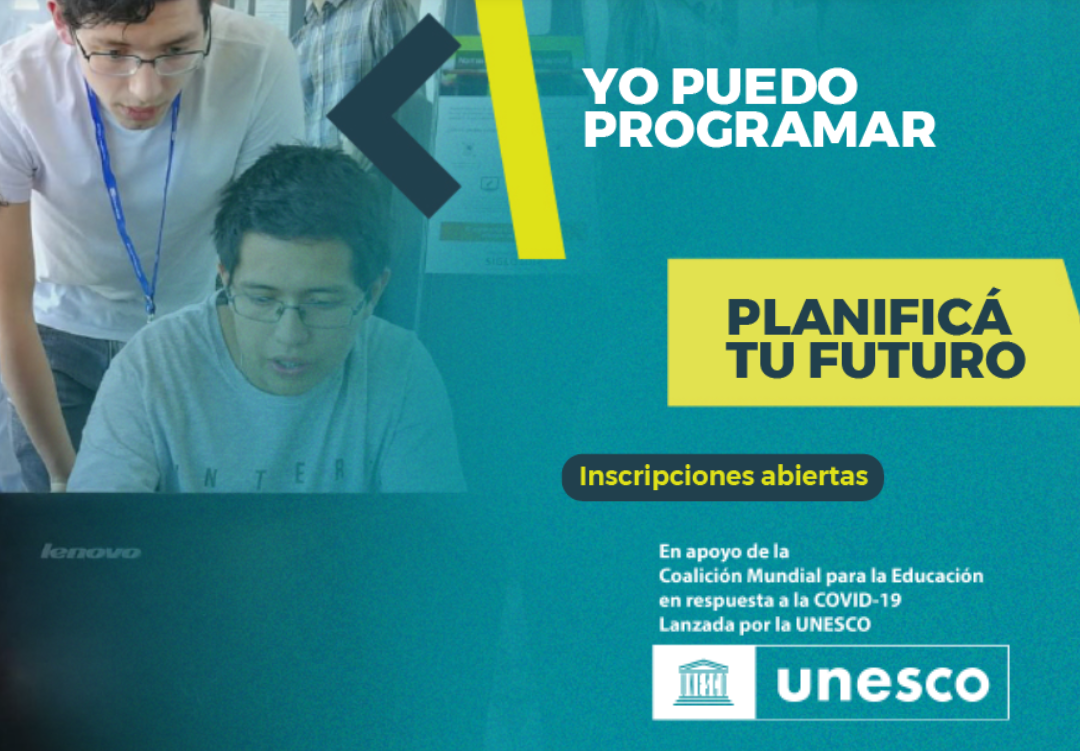 YO PUEDO
PROGRAMAR
PLANIFICÁ
TU FUTURO
Inscripciones abiertas
INTER
lenovo
En apoyo de la
Coalición Mundial para la Educación
en respuesta a la COVID-19
Lanzada por la UNESCO
unesco